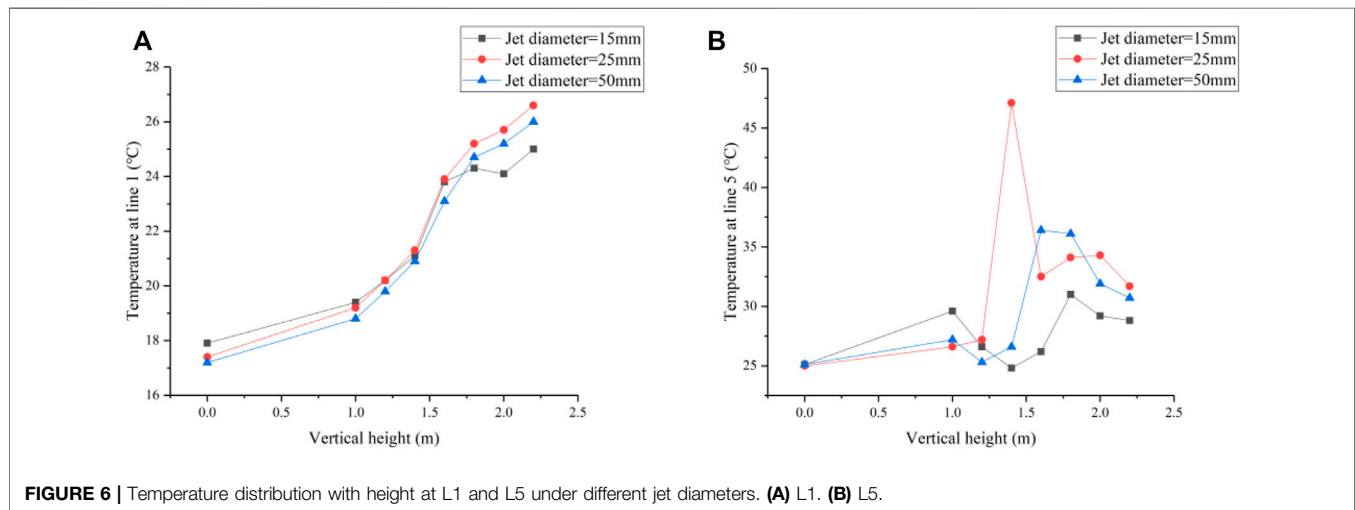 A
Jet diameter=15mm
Jet diameter=25mm
Jet diameter=50mm
28
26
24
22
20
18
16
Temperature at line 1 (℃)
0.0 0.5 1.0 1.5 2.0 2.5
Vertical height (m)
B
Jet diameter=15mm
Jet diameter=25mm
Jet diameter=50mm
50
45
40
35
30
25
Temperature at line 5 (℃)
0.0 0.5 1.0 1.5 2.0 2.5
Vertical height (m)
FIGURE 6 | Temperature distribution with height at L1 and L5 under different jet diameters. (A) L1. (B) L5.